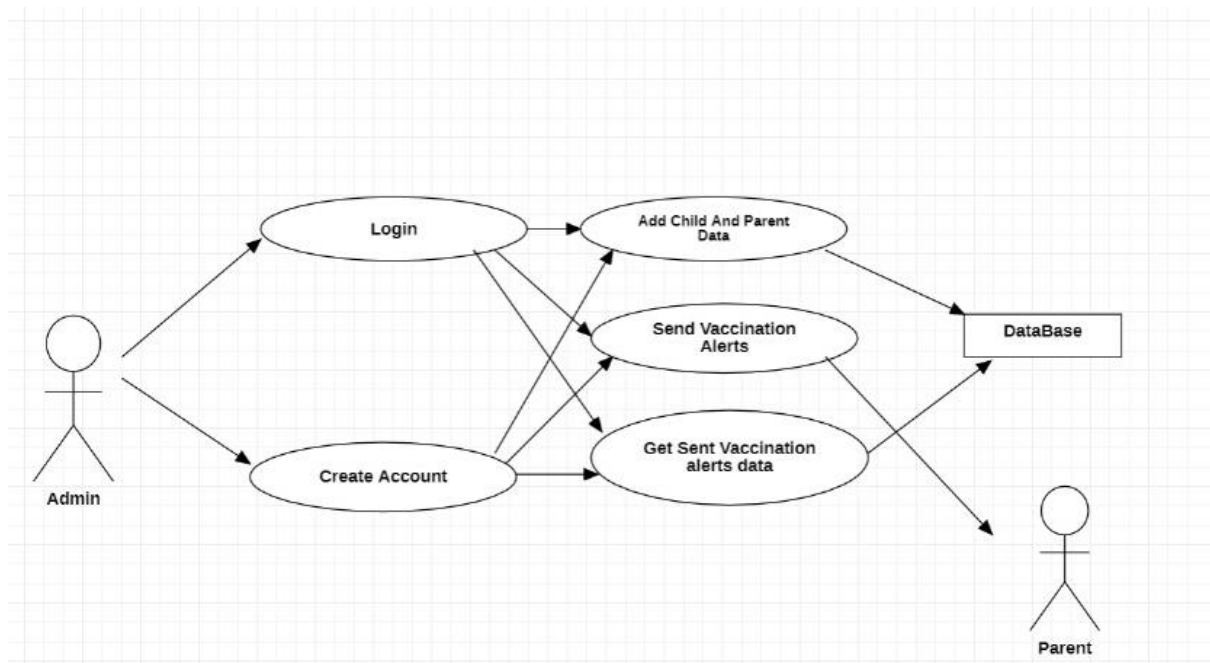 Login
Add Child And Parent
Data
Send Vaccination
Alerts
DataBase
Get Sent Vaccination
alerts data
Create Account
Admin
Parent